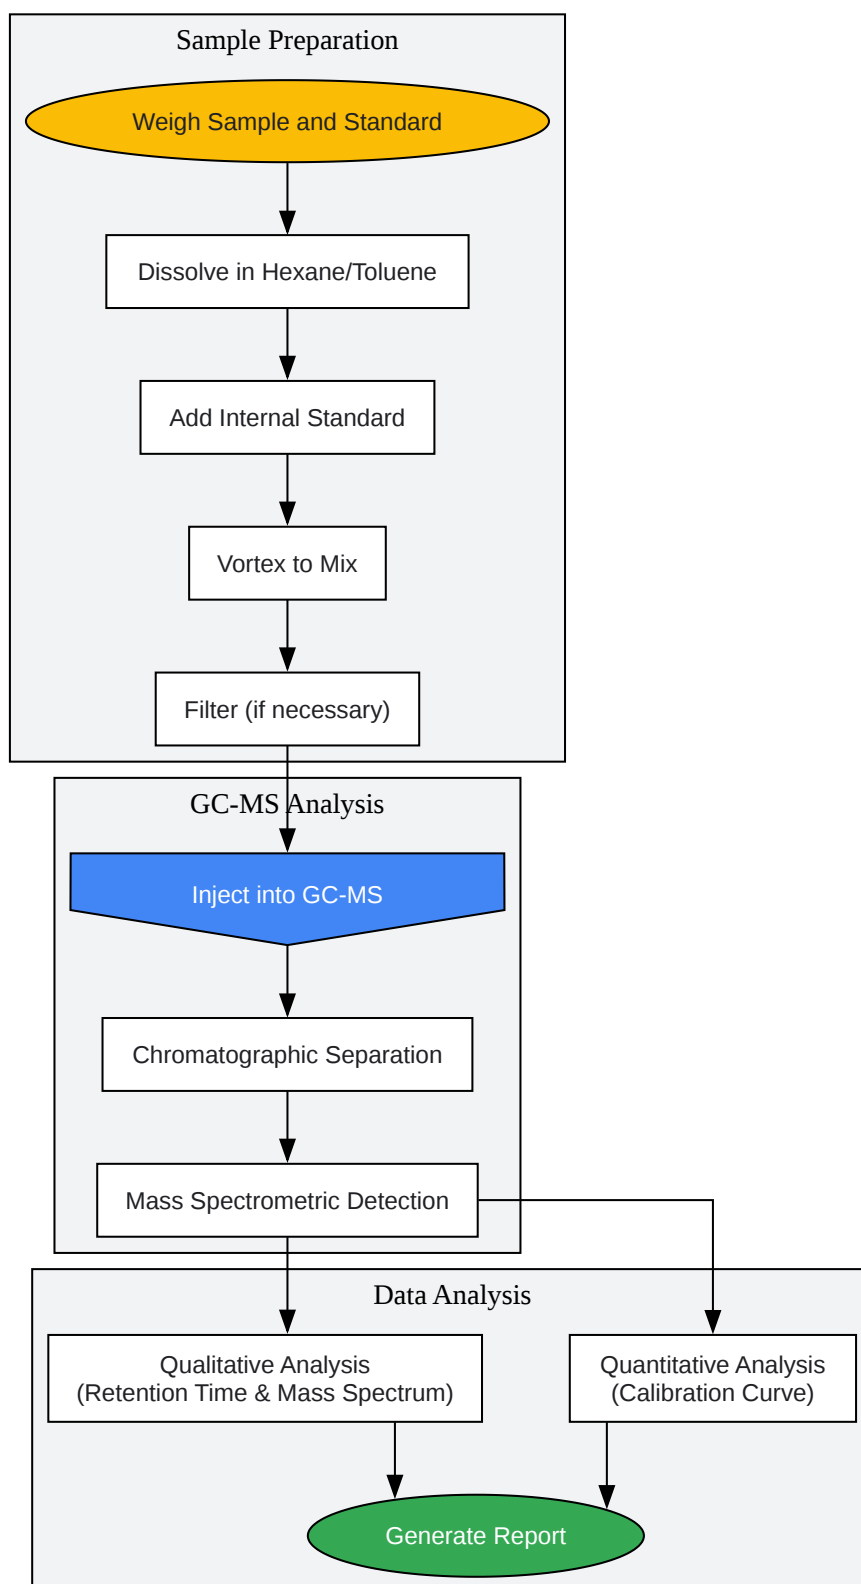 Sample Preparation
Weigh Sample and Standard
Dissolve in Hexane/Toluene
Add Internal Standard
Vortex to Mix
Filter (if necessary)
GC-MS Analysis
Inject into GC-MS
Chromatographic Separation
Mass Spectrometric Detection
Data Analysis
Qualitative Analysis
(Retention Time & Mass Spectrum)
Quantitative Analysis
(Calibration Curve)
Generate Report